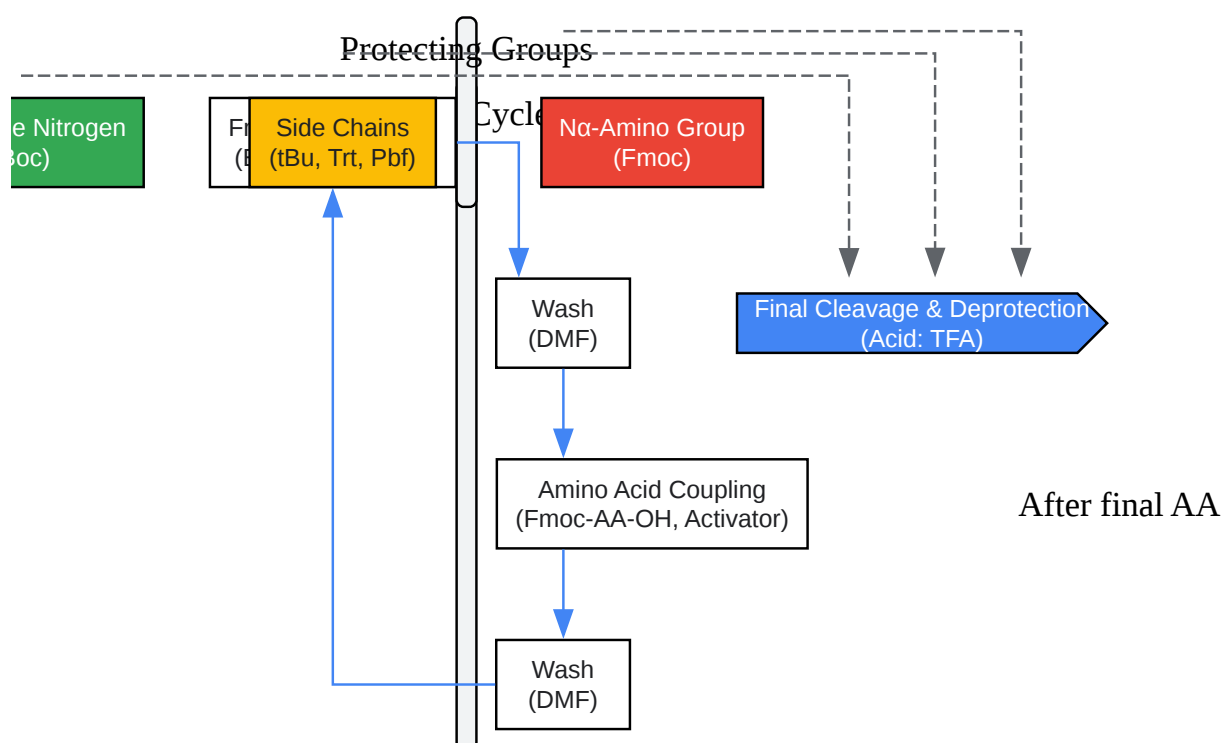 Protecting Groups
Cycle
e Nitrogen
Boc)
Side Chains
(tBu, Trt, Pbf)
Nα-Amino Group
(Fmoc)
Wash
(DMF)
Final Cleavage & Deprotection
(Acid: TFA)
Amino Acid Coupling
(Fmoc-AA-OH, Activator)
After final AA
Wash
(DMF)